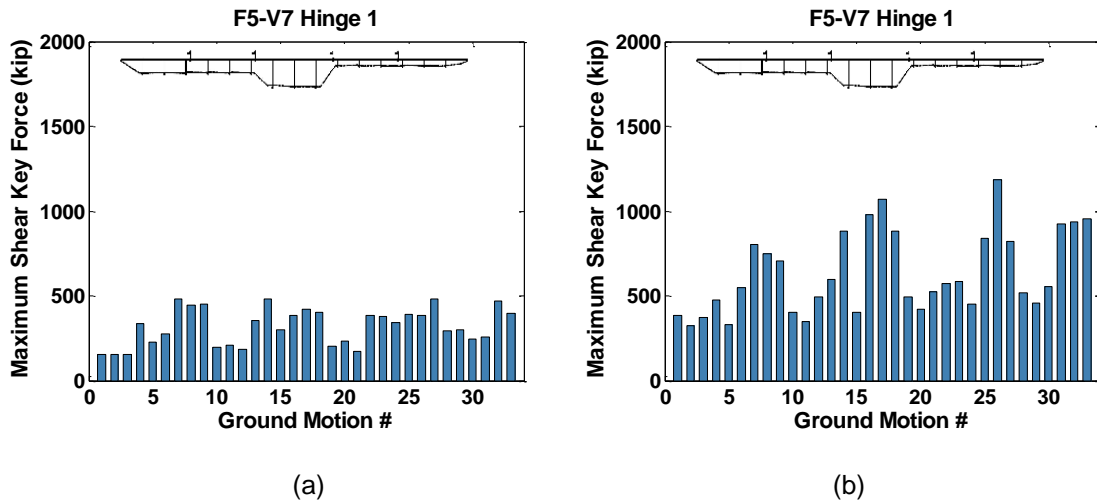 F5-V7 Hinge 1
2000
1500
1000
500
0
Maximum Shear Key Force (kip)
0 5 10 15 20 25 30
Ground Motion #
(a)
F5-V7 Hinge 1
2000
1500
1000
500
0
Maximum Shear Key Force (kip)
0 5 10 15 20 25 30
Ground Motion #
(b)